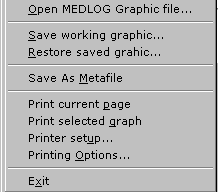 Open MEDLOG Graphic file...
Save working graphic...
Restore saved grahic...
Save As Metafile
Print current page
Print selected graph
Printer setup...
Printing Options...
Exit